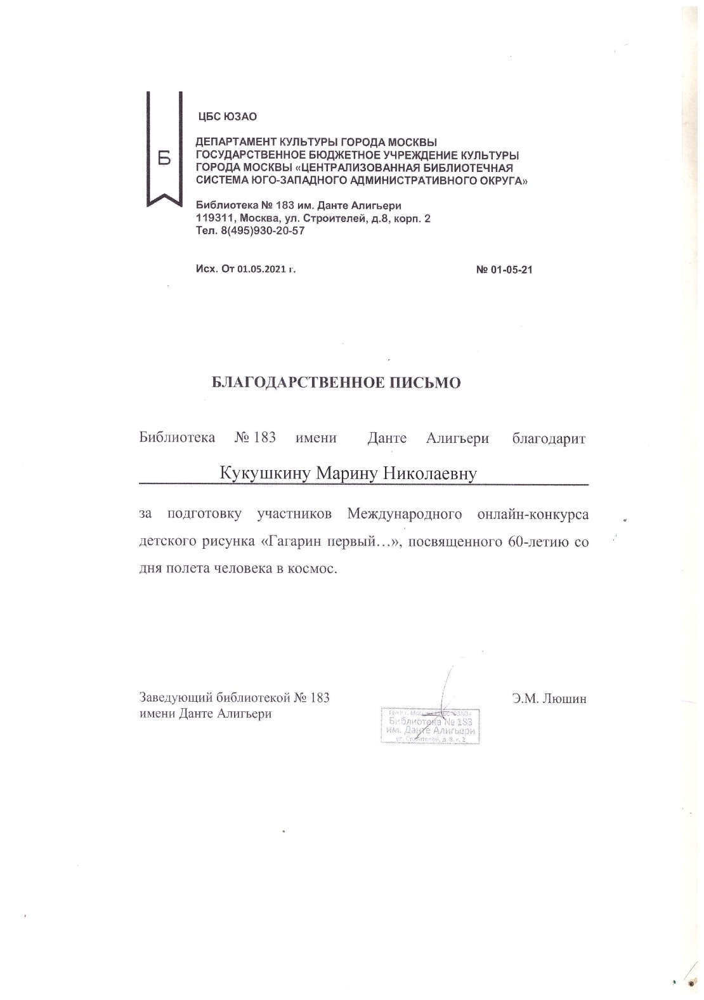 ЦБС ЮЗАО
Б
ДЕПАРТАМЕНТ КУЛЬТУРЫ ГОРОДА МОСКВЫ
ГОСУДАРСТВЕННОЕ БЮДЖЕТНОЕ УЧРЕЖДЕНИЕ КУЛЬТУРЫ
ГОРОДА МОСКВЫ «ЦЕНТРАЛИЗОВАННАЯ БИБЛИОТЕЧНАЯ
СИСТЕМА ЮГО-ЗАПАДНОГО АДМИНИСТРАТИВНОГО ОКРУГА»
Библиотека № 183 им. Данте Алигьери
119311, Москва, ул. Строителей, д.8, корп. 2
Тел. 8(495)930-20-57
Исх. От 01.05.2021 г. № 01-05-21
БЛАГОДАРСТВЕННОЕ ПИСЬМО
Библиотека № 183 имени Данте Алигьери благодарит
Кукушкину Марину Николаевну
за подготовку участников Международного онлайн-конкурса
детского рисунка «Гагарин первый…», посвященного 60-летию со
дня полета человека в космос.
Заведующий библиотекой № 183 Э.М. Люшин
имени Данте Алигьери
Библиотека № 183
им. Данте Алигьери
ул. Строителей, д. 8, к. 2